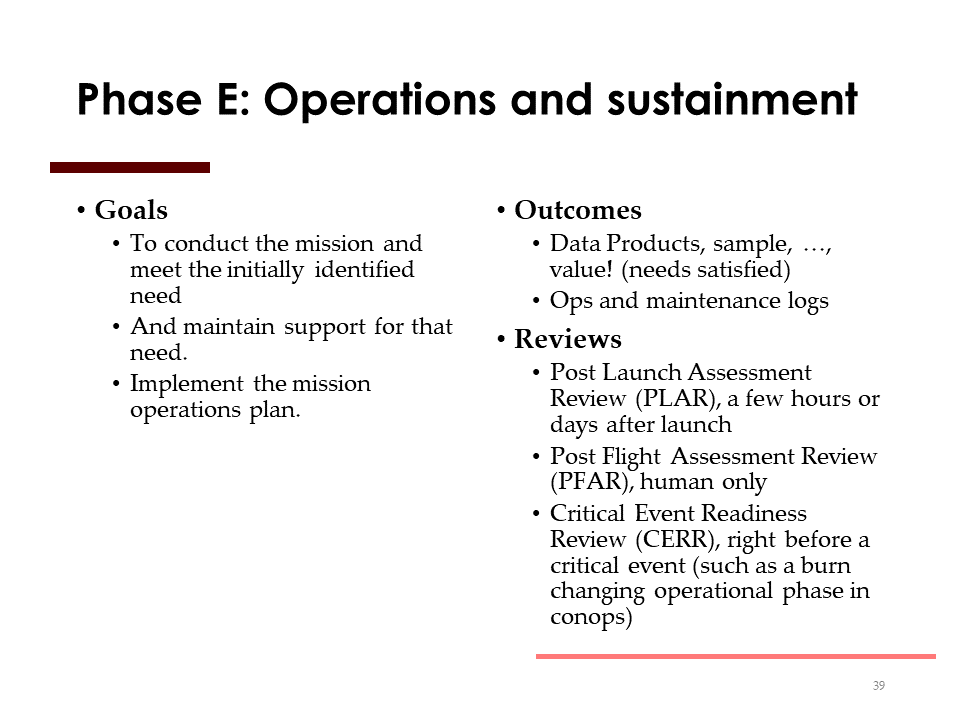 Phase E: Operations and sustainment
• Goals
• To conduct the mission and
meet the initially identified
need
• And maintain support for that
need.
• Implement the mission
operations plan.
• Outcomes
• Data Products, sample, …,
value! (needs satisfied)
• Ops and maintenance logs
• Reviews
• Post Launch Assessment
Review (PLAR), a few hours or
days after launch
• Post Flight Assessment Review
(PFAR), human only
• Critical Event Readiness
Review (CERR), right before a
critical event (such as a burn
changing operational phase in
conops)
39